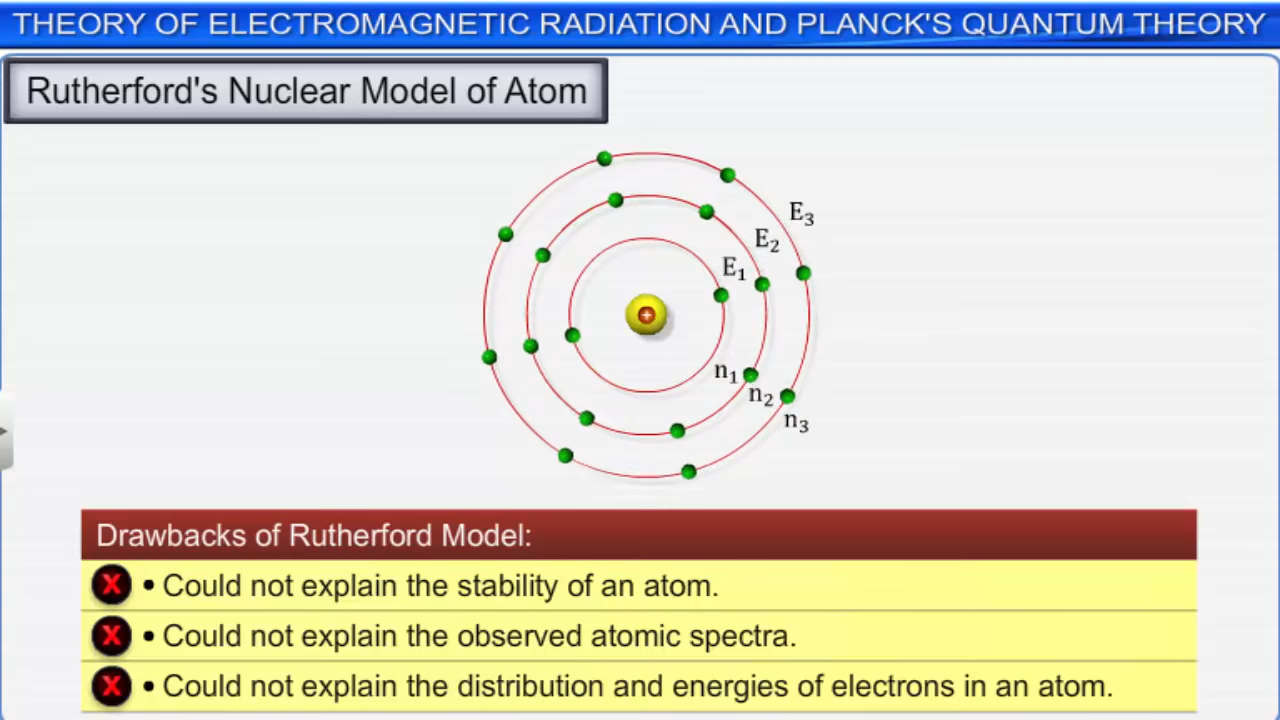 THEORY OF ELECTROMAGNETIC RADIATION AND PLANCK'S QUANTUM THEORY
Rutherford's Nuclear Model of Atom
E₃
E₂
E₁
+
n₁
n₂
n₃
Drawbacks of Rutherford Model:
X • Could not explain the stability of an atom.
X • Could not explain the observed atomic spectra.
X • Could not explain the distribution and energies of electrons in an atom.